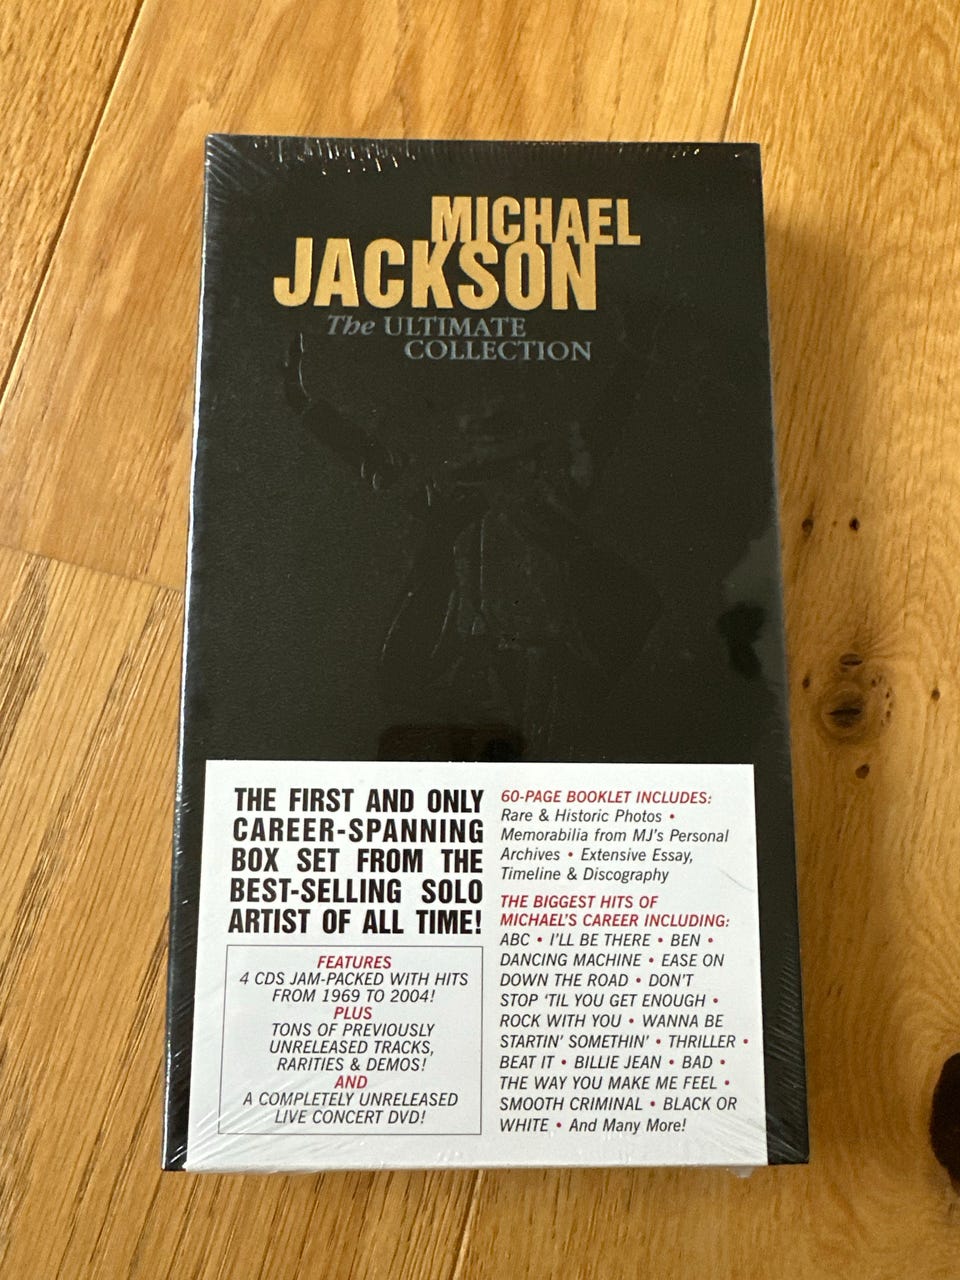 MICHAEL
JACKSON
The ULTIMATE
COLLECTION
THE FIRST AND ONLY
CAREER-SPANNING
BOX SET FROM THE
BEST-SELLING SOLO
ARTIST OF ALL TIME!
FEATURES
4 CDS JAM-PACKED WITH HITS
FROM 1969 TO 2004!
PLUS
TONS OF PREVIOUSLY
UNRELEASED TRACKS,
RARITIES & DEMOS!
AND
A COMPLETELY UNRELEASED
LIVE CONCERT DVD!
60-PAGE BOOKLET INCLUDES:
Rare & Historic Photos •
Memorabilia from MJ's Personal
Archives • Extensive Essay,
Timeline & Discography
THE BIGGEST HITS OF
MICHAEL'S CAREER INCLUDING:
ABC • I'LL BE THERE • BEN •
DANCING MACHINE • EASE ON
DOWN THE ROAD • DON'T
STOP 'TIL YOU GET ENOUGH •
ROCK WITH YOU • WANNA BE
STARTIN' SOMETHIN' • THRILLER •
BEAT IT • BILLIE JEAN • BAD •
THE WAY YOU MAKE ME FEEL •
SMOOTH CRIMINAL • BLACK OR
WHITE • And Many More!